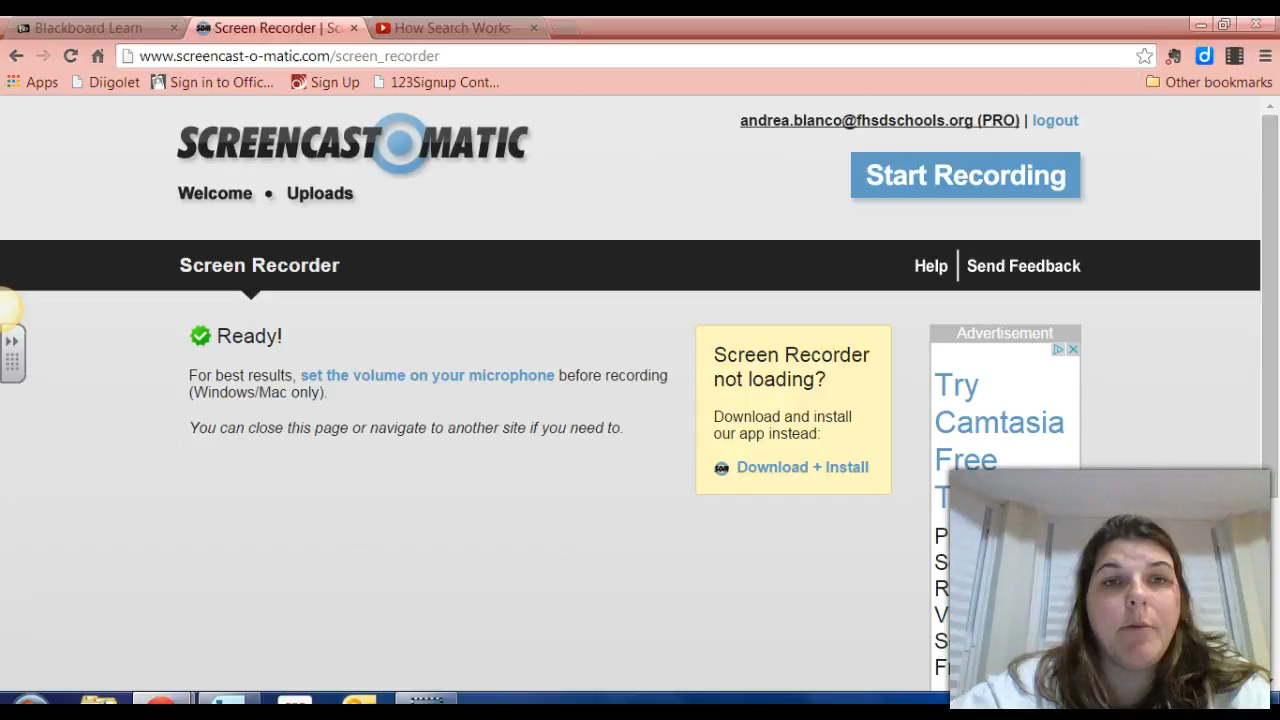 Blackboard Learn
Screen Recorder | Sc
How Search Works -
www.screencast-o-matic.com/screen_recorder
Apps
Diigolet
Sign in to Offic...
Sign Up
123Signup Cont...
Other bookmarks
SCREENCAST MATIC
andrea.blanco@fhsdschools.org (PRO) | logout
Start Recording
Welcome • Uploads
Screen Recorder
Help
Send Feedback
Ready!
For best results, set the volume on your microphone before recording
(Windows/Mac only).
You can close this page or navigate to another site if you need to.
Screen Recorder
not loading?
Download and install
our app instead:
SOM Download + Install
Advertisement
Try
Camtasia
Free
T
P
S
R
V
S
Fr